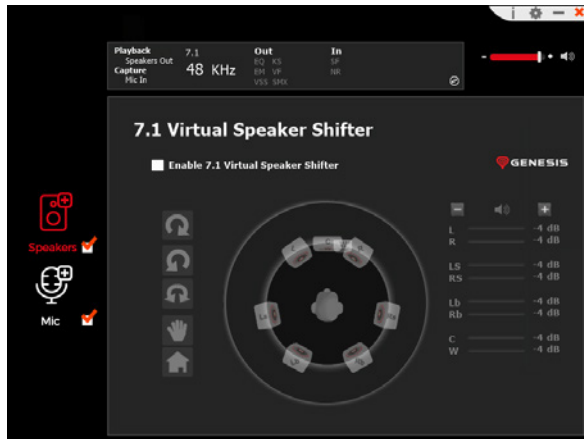 i
Playback 7.1 Out In
Speakers Out EQ KS SF
Capture 48 KHz EM VF NR
Mic In VSS SMX
7.1 Virtual Speaker Shifter
Enable 7.1 Virtual Speaker Shifter
GENESIS
Speakers
Mic
L -4 dB
R -4 dB
LS -4 dB
RS -4 dB
Lb -4 dB
Rb -4 dB
C -4 dB
W -4 dB